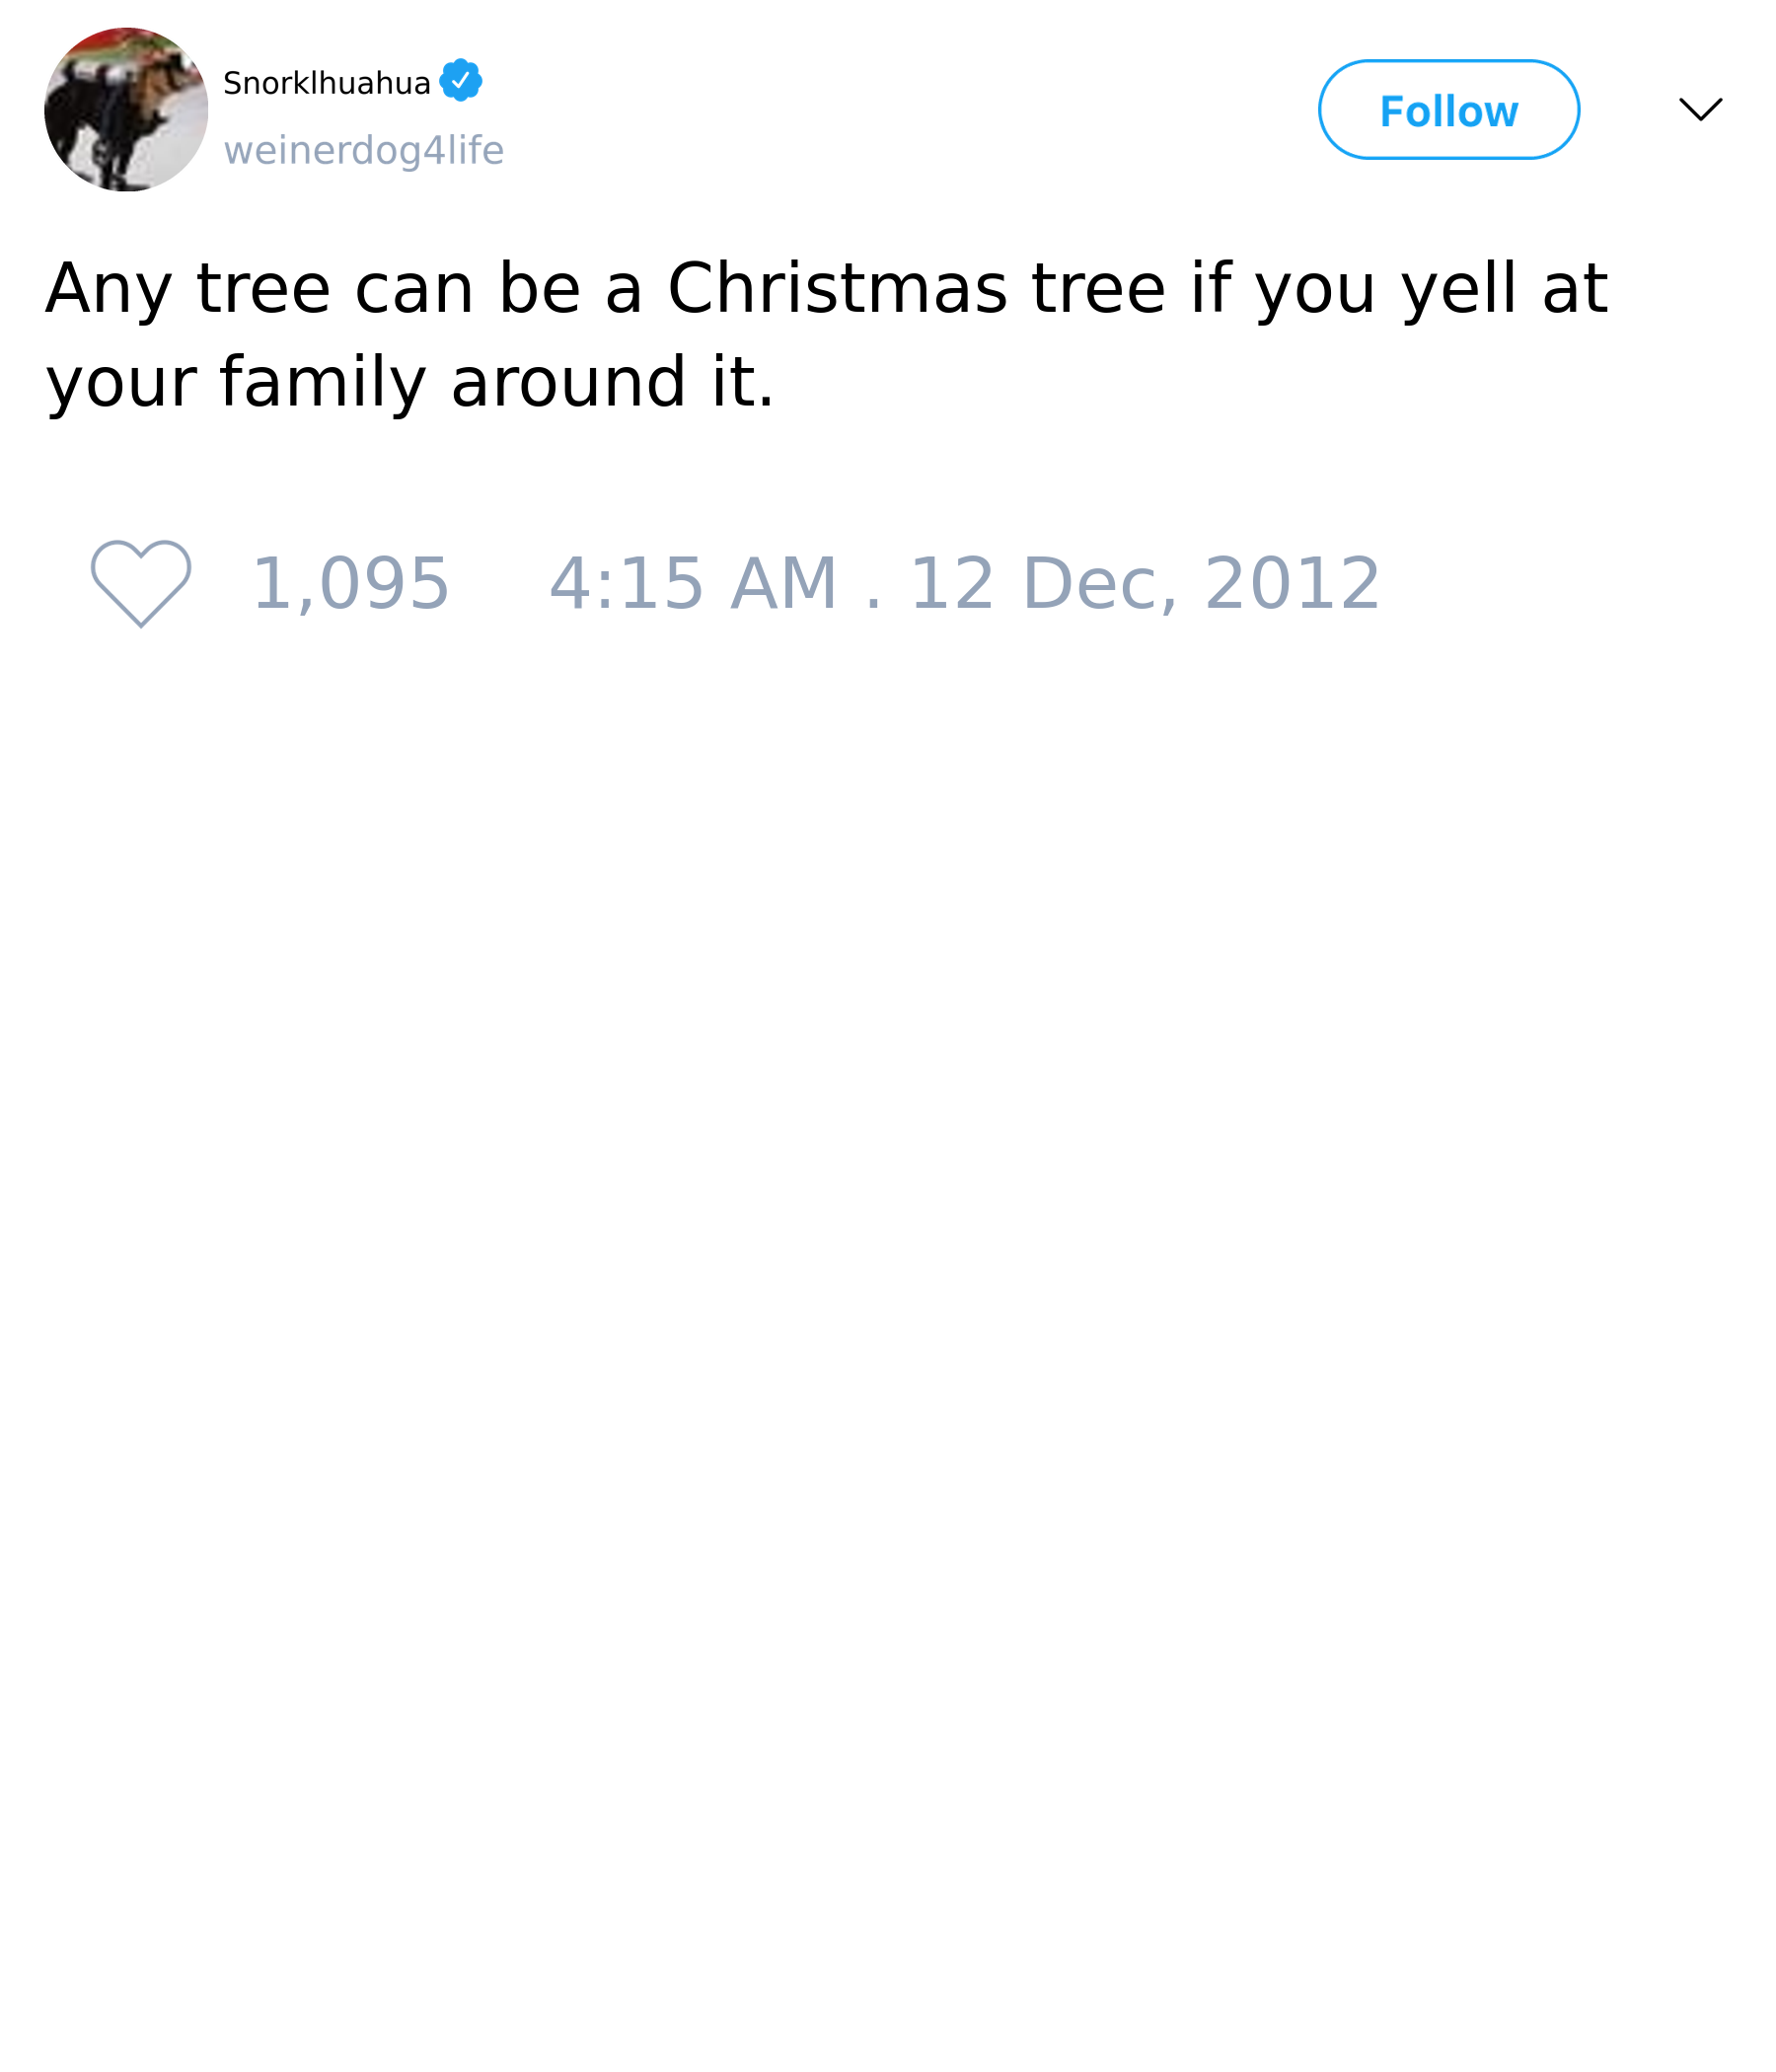 Snorklhuahua
weinerdog4life
Follow
Any tree can be a Christmas tree if you yell at
your family around it.
1,095 4:15 AM . 12 Dec, 2012